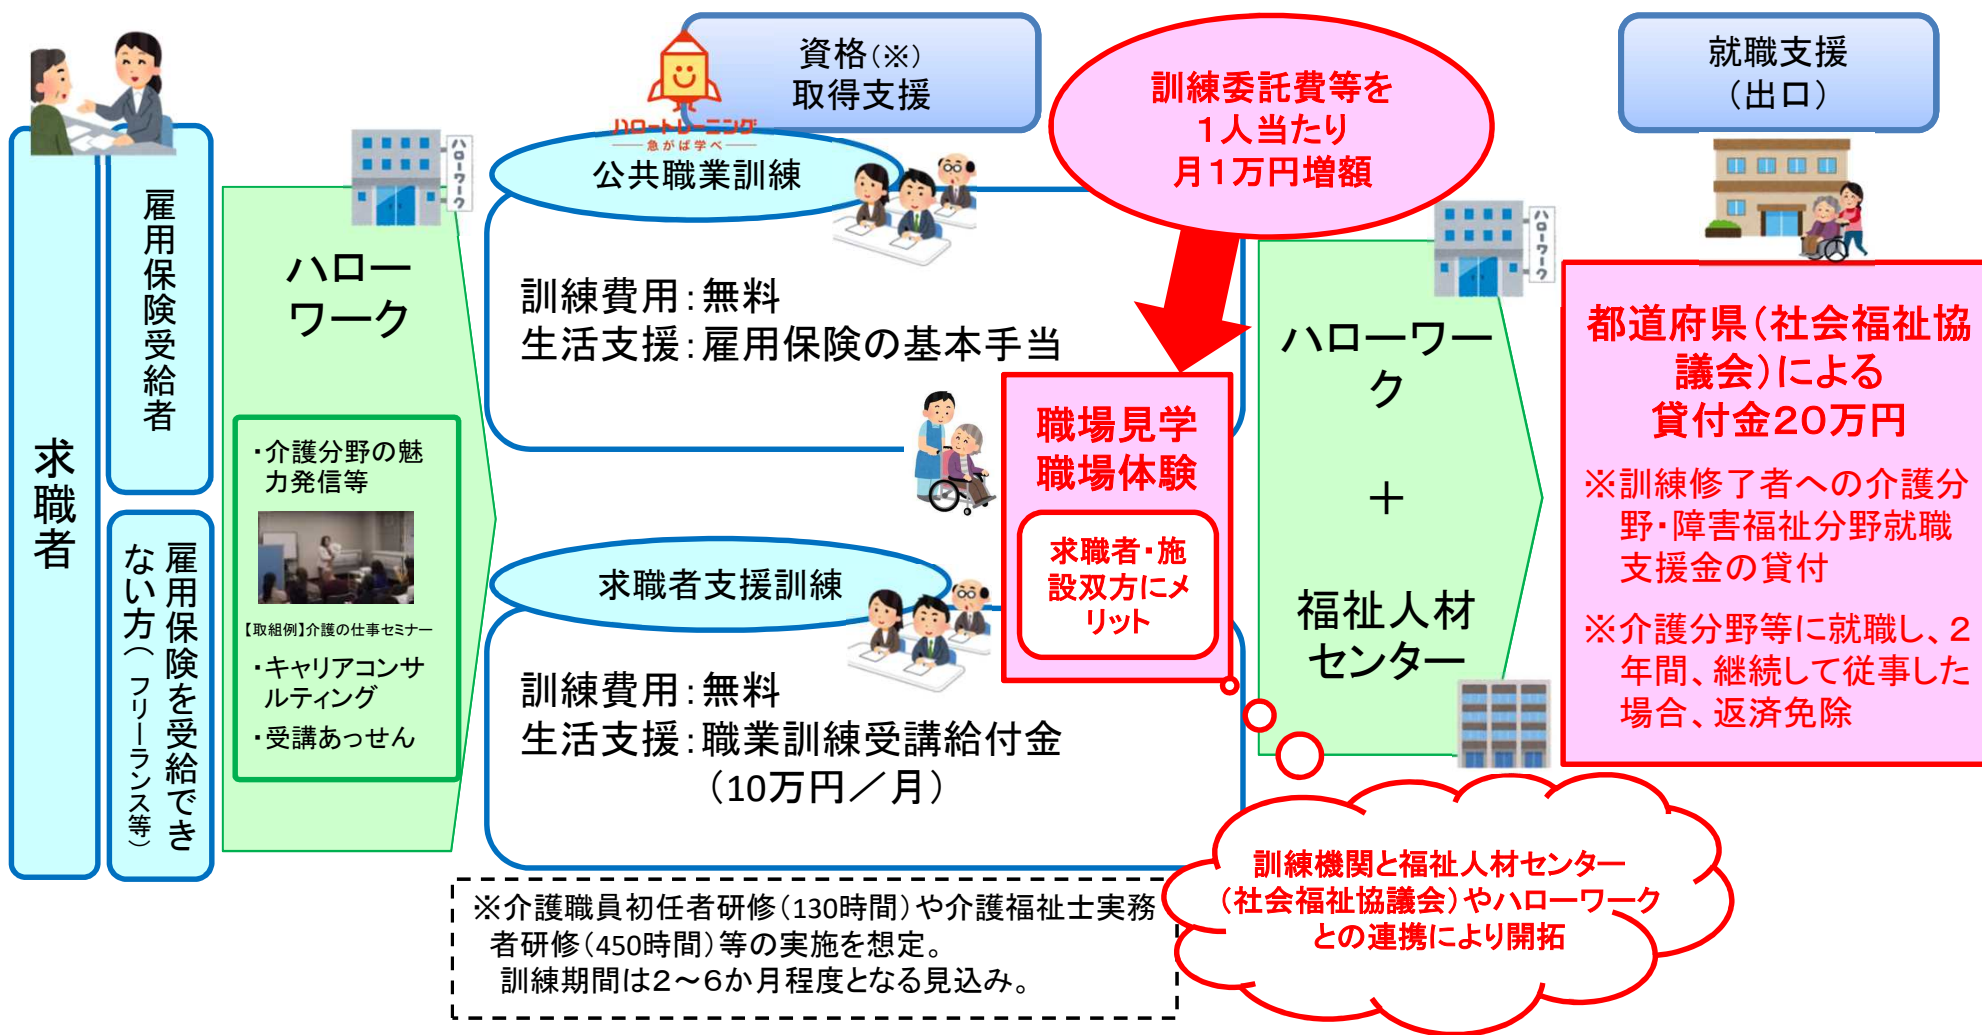 求職者
雇用保険受給者
雇用保険を受給でき
ない方（フリーランス等）
ハロー
ワーク
ハローワーク
・介護分野の魅
力発信等
【取組例】介護の仕事セミナー
・キャリアコンサ
ルティング
・受講あっせん
資格（※）
取得支援
ハロートレーニング
急がば学べ
公共職業訓練
訓練費用：無料
生活支援：雇用保険の基本手当
求職者支援訓練
訓練費用：無料
生活支援：職業訓練受講給付金
（10万円／月）
※介護職員初任者研修（130時間）や介護福祉士実務
者研修（450時間）等の実施を想定。
訓練期間は２～６か月程度となる見込み。
訓練委託費等を
１人当たり
月１万円増額
職場見学
職場体験
求職者・施
設双方にメ
リット
訓練機関と福祉人材センター
（社会福祉協議会）やハローワーク
との連携により開拓
ハローワーク
ハローワー
ク
＋
福祉人材
センター
就職支援
（出口）
都道府県（社会福祉協
議会）による
貸付金２０万円
※訓練修了者への介護分
野・障害福祉分野就職
支援金の貸付
※介護分野等に就職し、２
年間、継続して従事した
場合、返済免除